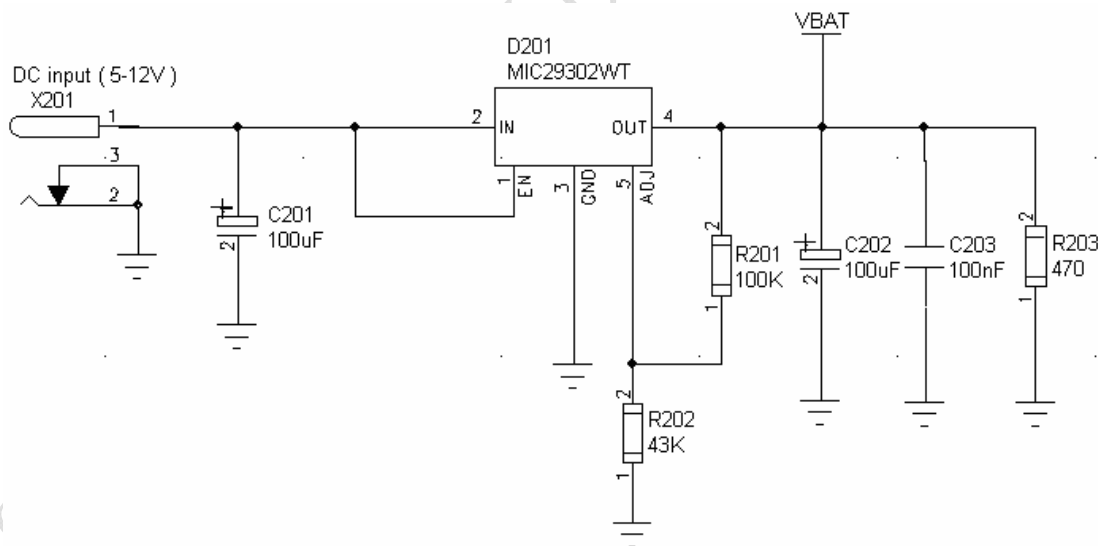 VBAT
D201
MIC29302WT
DC input ( 5-12V )
X201
1
3
2
2
IN
OUT
4
1
EN
3
GND
5
ADJ
C201
100uF
2
2
R201
100K
1
C202
100uF
2
C203
100nF
2
R203
470
1
2
R202
43K
1